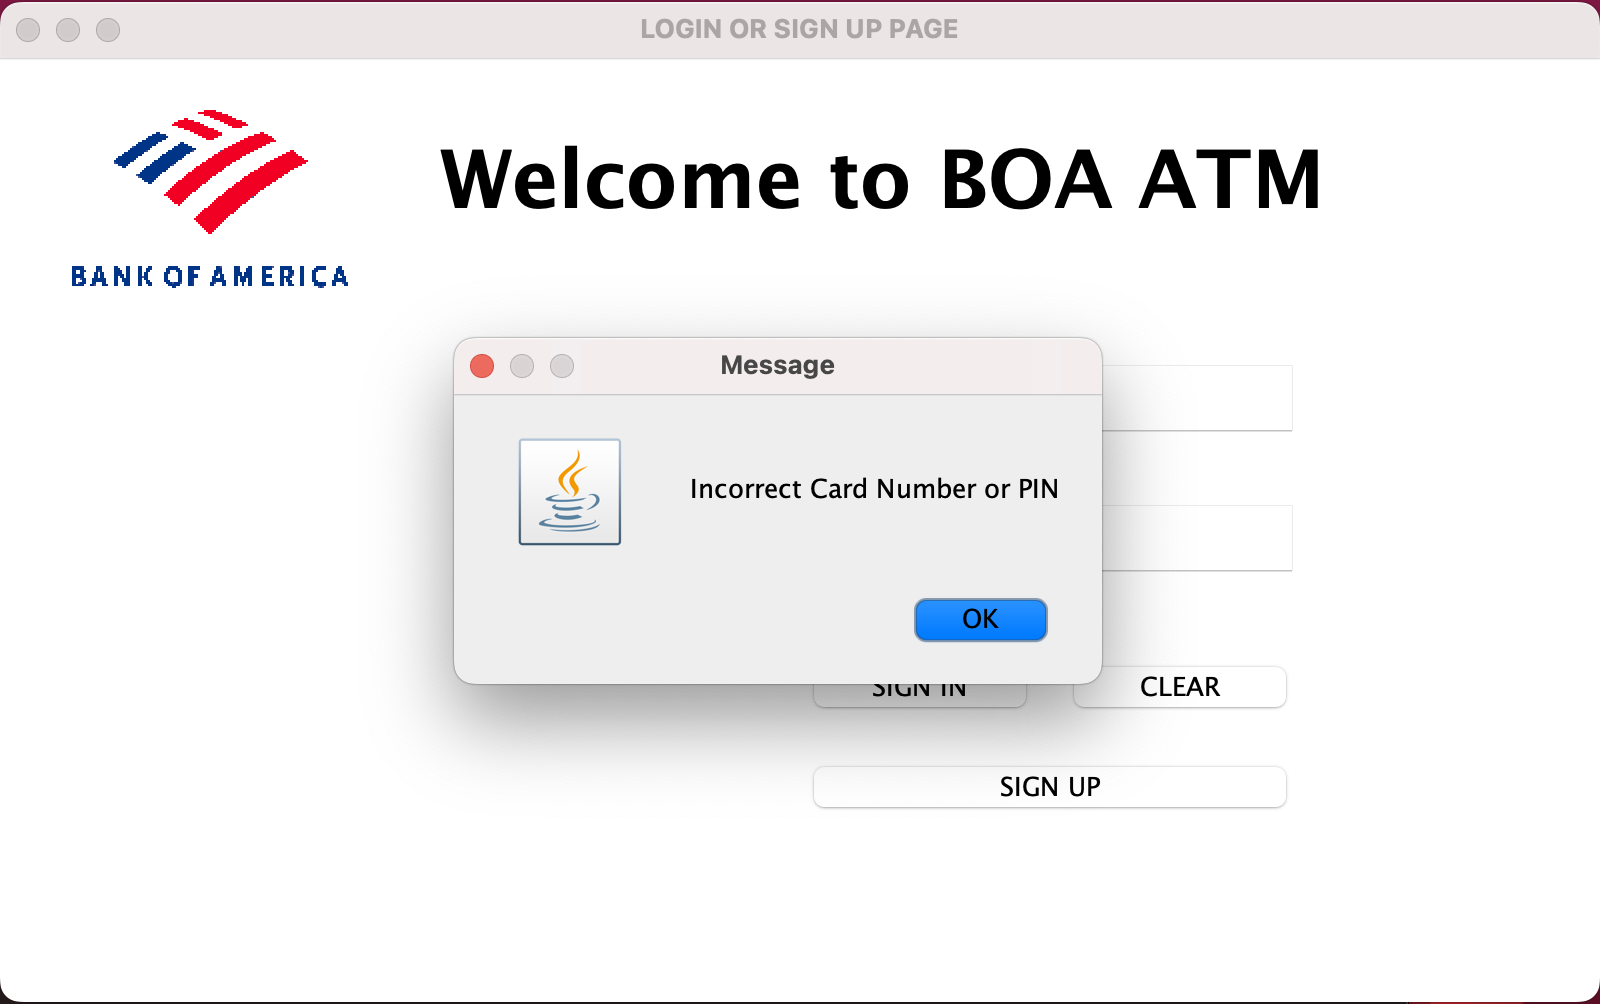 LOGIN OR SIGN UP PAGE
BANK OF AMERICA
Welcome to BOA ATM
Message
Incorrect Card Number or PIN
OK
SIGN IN
CLEAR
SIGN UP